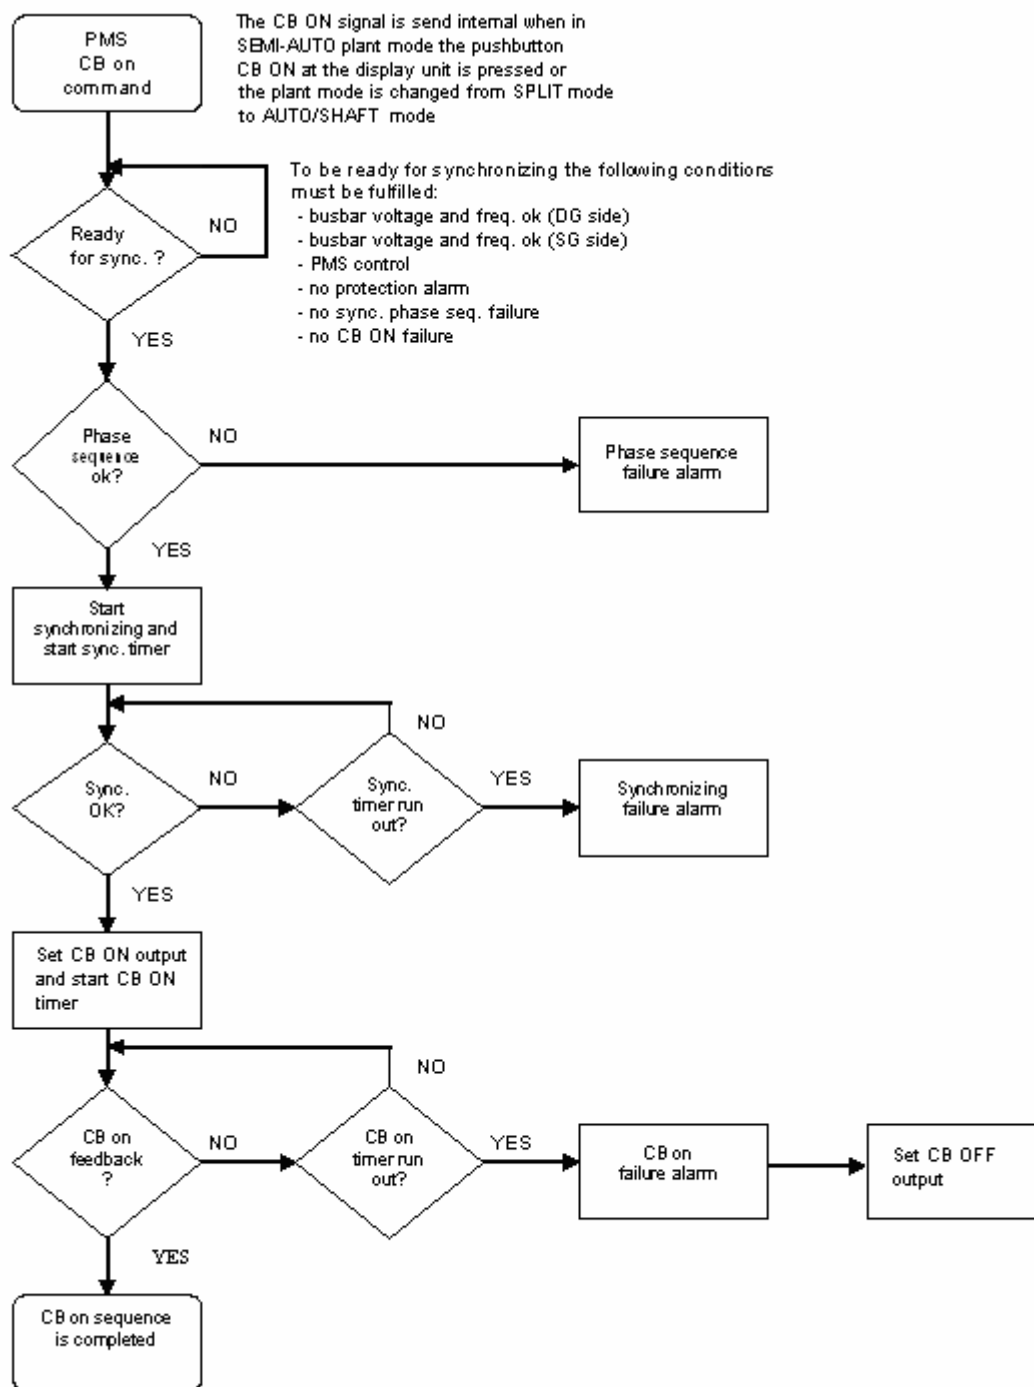 PMS
CB on
command
The CB ON signal is send internal when in
SEMI-AUTO plant mode the pushbutton
CB ON at the display unit is pressed or
the plant mode is changed from SPLIT mode
to AUTO/SHAFT mode
To be ready for synchronizing the following conditions
must be fulfilled:
- busbar voltage and freq. ok (DG side)
- busbar voltage and freq. ok (SG side)
- PMS control
- no protection alarm
- no sync. phase seq. failure
- no CB ON failure
Ready
for sync. ?
NO
YES
Phase
sequence
ok?
NO
Phase sequence
failure alarm
YES
Start
synchronizing and
start sync. timer
NO
Sync.
OK?
NO
Sync.
timer run
out?
YES
Synchronizing
failure alarm
YES
Set CB ON output
and start CB ON
timer
NO
CB on
feedback
?
NO
CB on
timer run
out?
YES
CB on
failure alarm
Set CB OFF
output
YES
CB on sequence
is completed